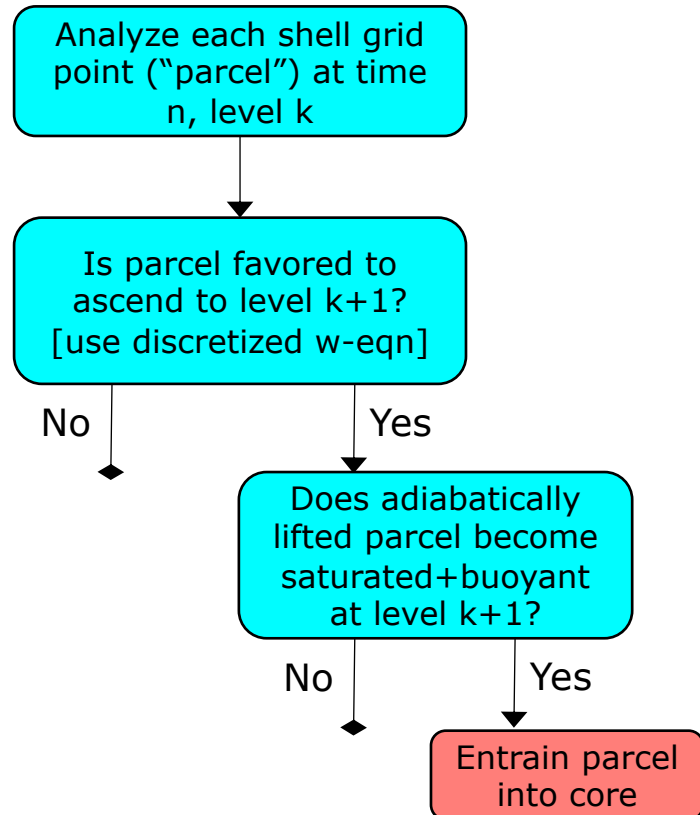 Analyze each shell grid
point (“parcel”) at time
n, level k
Is parcel favored to
ascend to level k+1?
[use discretized w-eqn]
No
Yes
Does adiabatically
lifted parcel become
saturated+buoyant
at level k+1?
No
Yes
Entrain parcel
into core